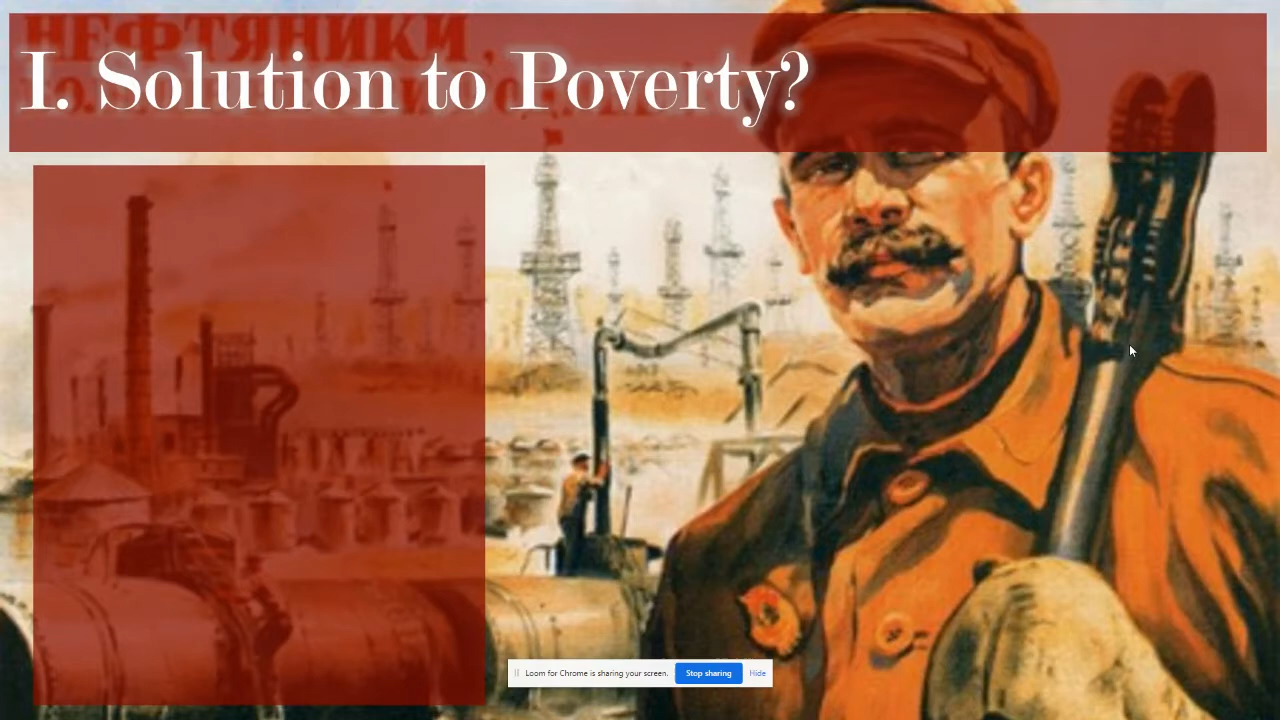 НЕФТЯНИКИ,
I. Solution to Poverty?
Loom for Chrome is sharing your screen. Stop sharing Hide